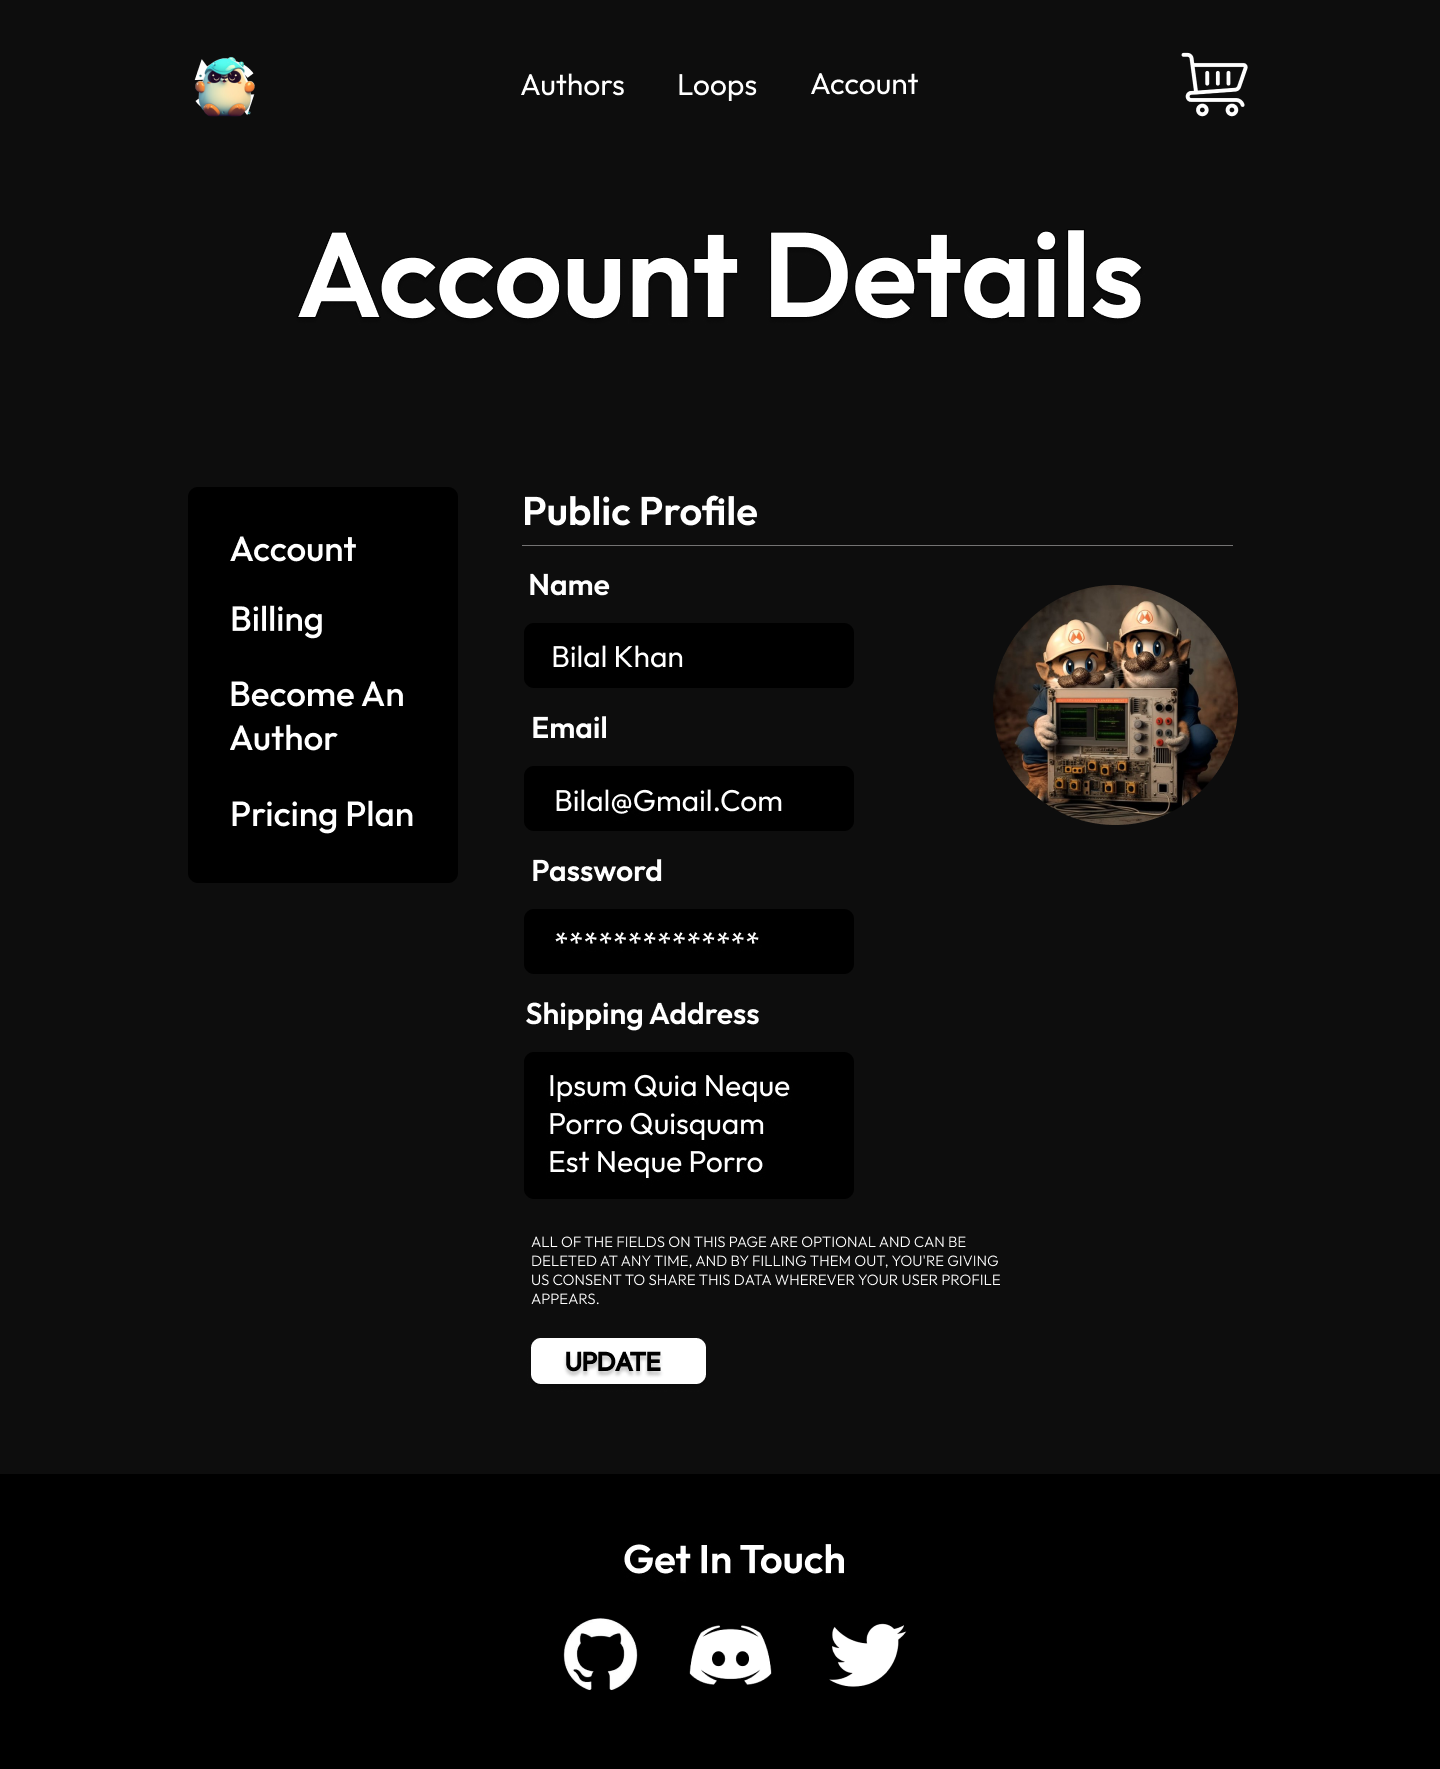 Authors
Loops
Account
Account Details
Account
Billing
Become An
Author
Pricing Plan
Public Profile
Name
Bilal Khan
Email
Bilal@Gmail.Com
Password
**************
Shipping Address
Ipsum Quia Neque
Porro Quisquam
Est Neque Porro
ALL OF THE FIELDS ON THIS PAGE ARE OPTIONAL AND CAN BE
DELETED AT ANY TIME, AND BY FILLING THEM OUT, YOU'RE GIVING
US CONSENT TO SHARE THIS DATA WHEREVER YOUR USER PROFILE
APPEARS.
UPDATE
Get In Touch